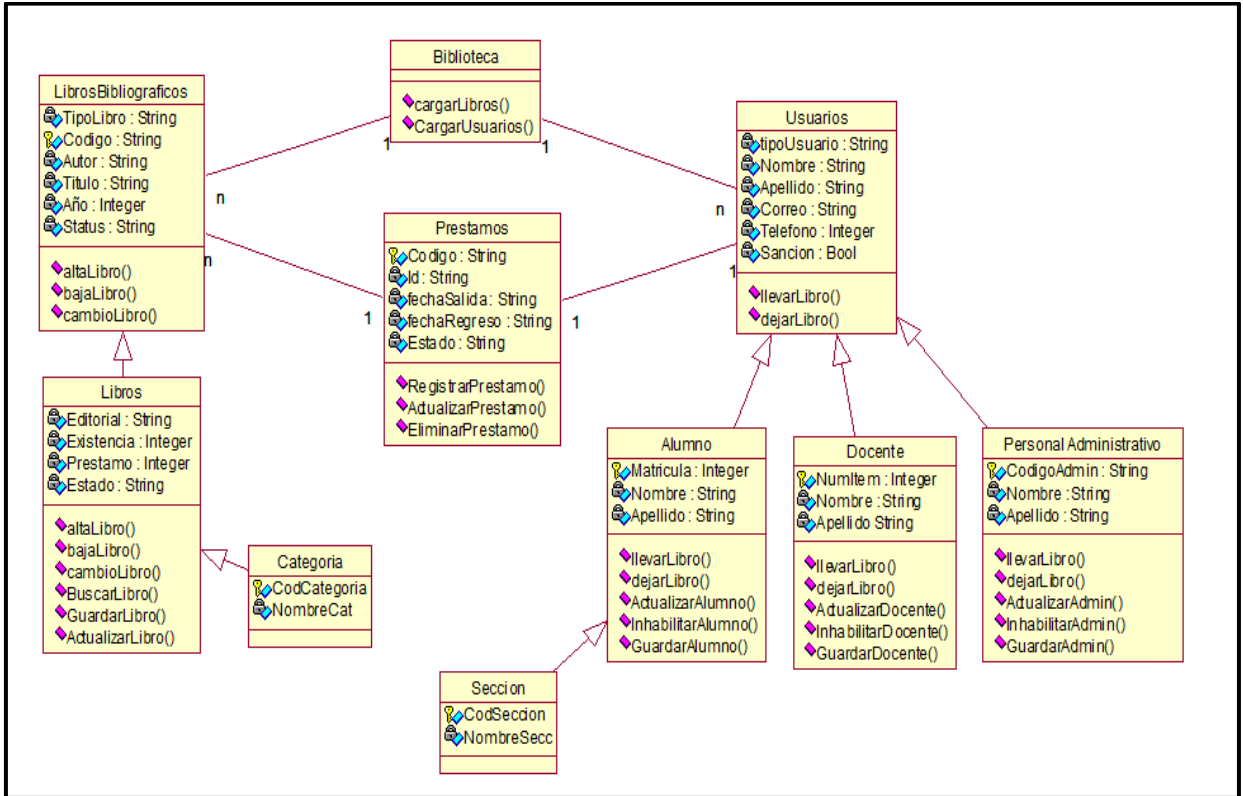 Biblioteca
cargarLibros()
CargarUsuarios()
LibrosBibliograficos
TipoLibro : String
Codigo : String
Autor : String
Titulo : String
Año : Integer
Status : String
altaLibro()
bajaLibro()
cambioLibro()
Usuarios
tipoUsuario : String
Nombre : String
Apellido : String
Correo : String
Telefono : Integer
Sancion : Bool
llevarLibro()
dejarLibro()
1
1
n
n
Prestamos
Codigo : String
Id : String
fechaSalida : String
fechaRegreso : String
Estado : String
RegistrarPrestamo()
ActualizarPrestamo()
EliminarPrestamo()
n
1
1
1
Libros
Editorial : String
Existencia : Integer
Prestamo : Integer
Estado : String
altaLibro()
bajaLibro()
cambioLibro()
BuscarLibro()
GuardarLibro()
ActualizarLibro()
Categoria
CodCategoria
NombreCat
Alumno
Matricula : Integer
Nombre : String
Apellido : String
llevarLibro()
dejarLibro()
ActualizarAlumno()
InhabilitarAlumno()
GuardarAlumno()
Docente
NumItem : Integer
Nombre : String
Apellido String
llevarLibro()
dejarLibro()
ActualizarDocente()
InhabilitarDocente()
GuardarDocente()
Personal Administrativo
CodigoAdmin : String
Nombre : String
Apellido : String
llevarLibro()
dejarLibro()
ActualizarAdmin()
InhabilitarAdmin()
GuardarAdmin()
Seccion
CodSeccion
NombreSecc